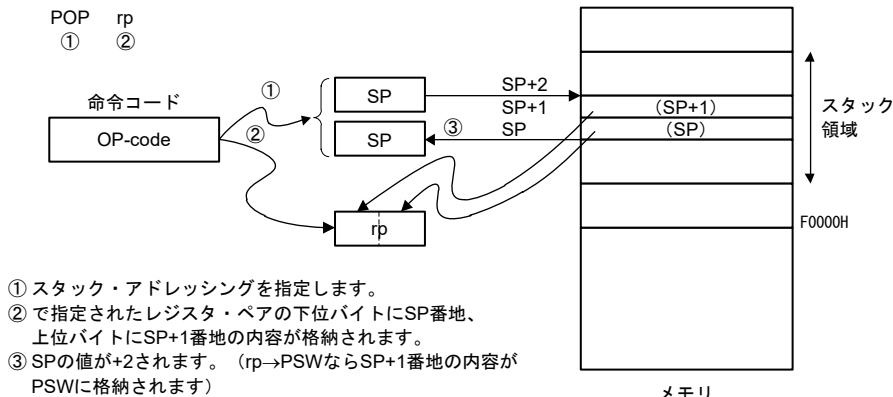 POP rp
① ②
命令コード
OP-code
①
②
SP
SP
③
SP+2
SP+1
SP
(SP+1)
(SP)
スタック
領域
rp
F0000H
① スタック・アドレッシングを指定します。
② で指定されたレジスタ・ペアの下位バイトにSP番地、
上位バイトにSP+1番地の内容が格納されます。
③ SPの値が+2されます。（rp→PSWならSP+1番地の内容が
PSWに格納されます）
メモリ